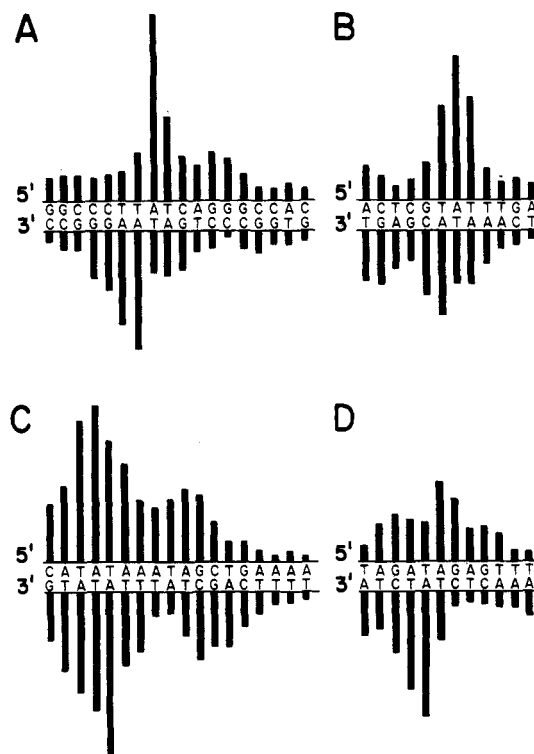 A
5' GGCCCTTATCAGGGCCAC
3' CCGGGAATAGTCCCGGTG
B
5' ACTCGTATTTGA
3' TGAGCATAAACT
C
5' CATATAAATAGCTGAAAA
3' GTATATTTATCGACTTTT
D
5' TAGATAGAGTTT
3' ATCTATCTCAAA